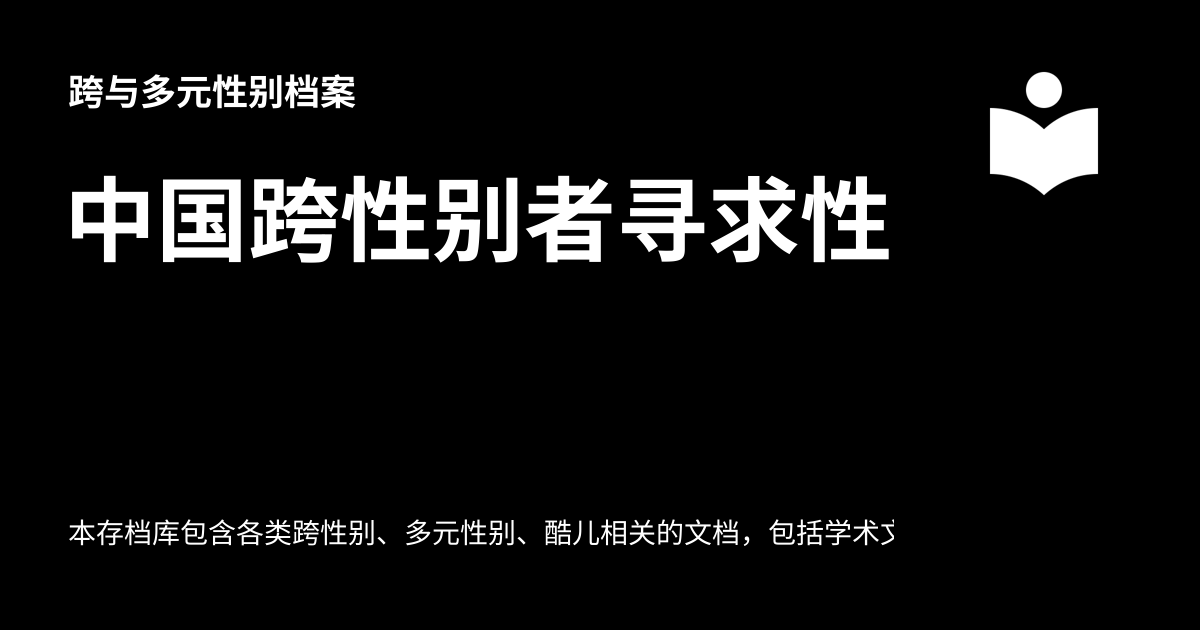 跨与多元性别档案
中国跨性别者寻求性
本存档库包含各类跨性别、多元性别、酷儿相关的文档，包括学术文